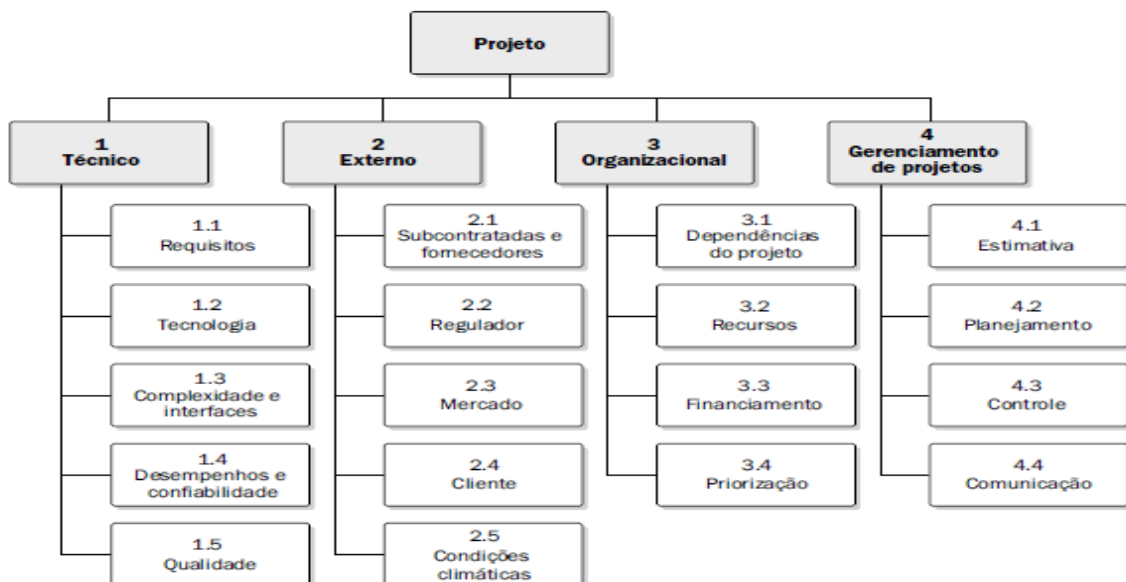 Projeto
1
Técnico
2
Externo
3
Organizacional
4
Gerenciamento
de projetos
1.1
Requisitos
2.1
Subcontratadas e
fornecedores
3.1
Dependências
do projeto
4.1
Estimativa
1.2
Tecnologia
2.2
Regulador
3.2
Recursos
4.2
Planejamento
1.3
Complexidade e
interfaces
2.3
Mercado
3.3
Financiamento
4.3
Controle
1.4
Desempenhos e
confiabilidade
2.4
Cliente
3.4
Priorização
4.4
Comunicação
1.5
Qualidade
2.5
Condições
climáticas